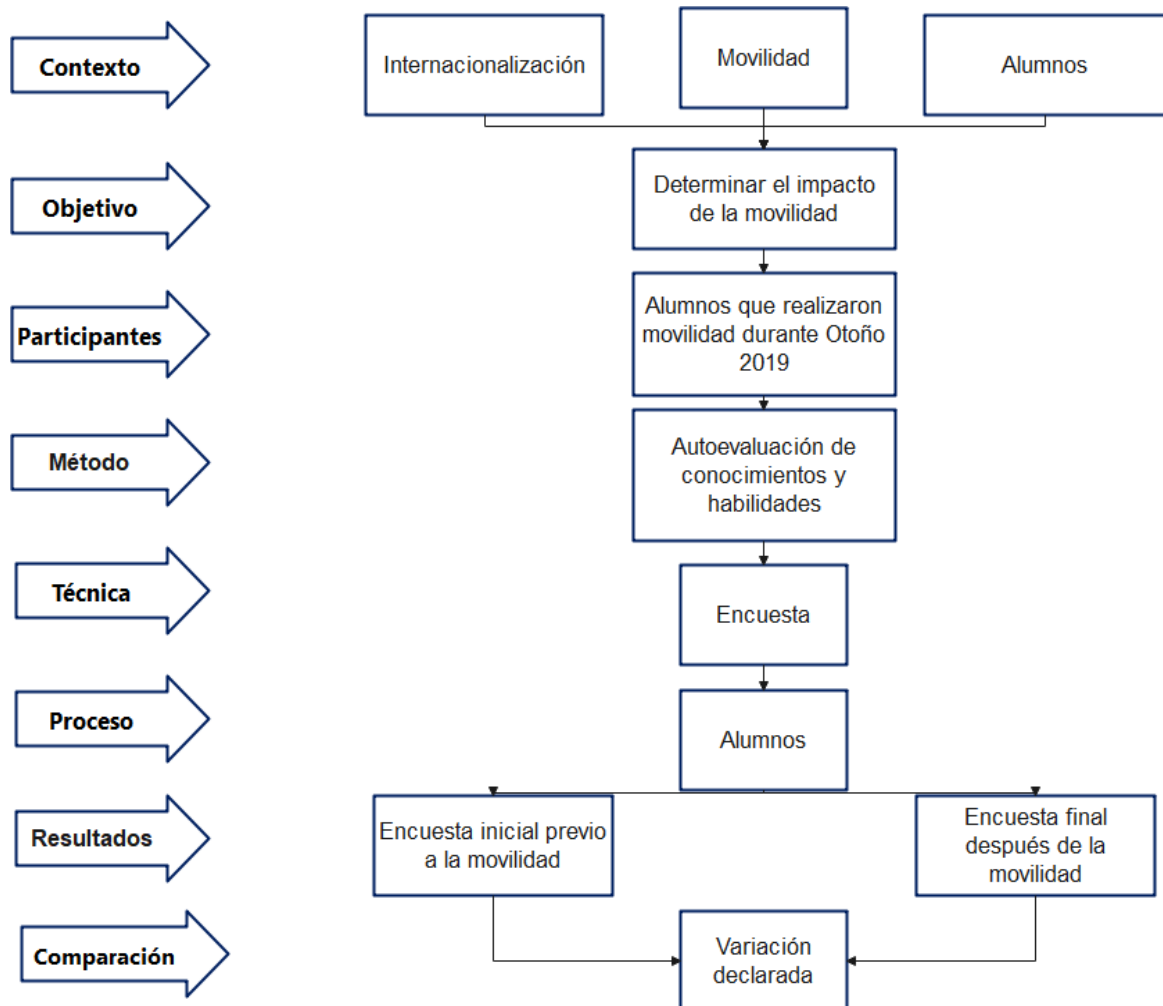 Contexto
Internacionalización
Movilidad
Alumnos
Objetivo
Determinar el impacto
de la movilidad
Participantes
Alumnos que realizaron
movilidad durante Otoño
2019
Método
Autoevaluación de
conocimientos y
habilidades
Técnica
Encuesta
Proceso
Alumnos
Resultados
Encuesta inicial previo
a la movilidad
Encuesta final
después de la
movilidad
Comparación
Variación
declarada